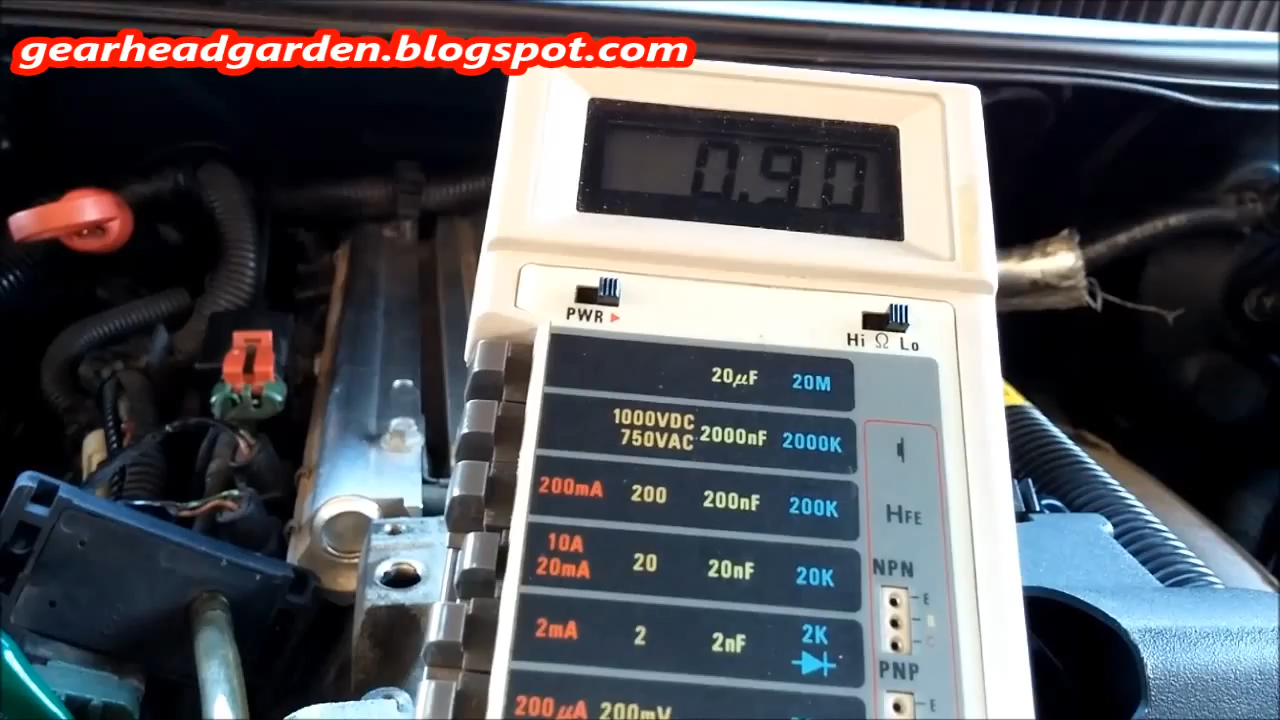 gearheadgarden.blogspot.com
0.90
PWR ▶
Hi Ω Lo
20µF 20M
1000VDC
750VAC 2000nF 2000K
200mA 200 200nF 200K
HFE
10A
20mA 20 20nF 20K
NPN
E
B
C
2mA 2 2nF 2K
PNP
E
200µA 200mV